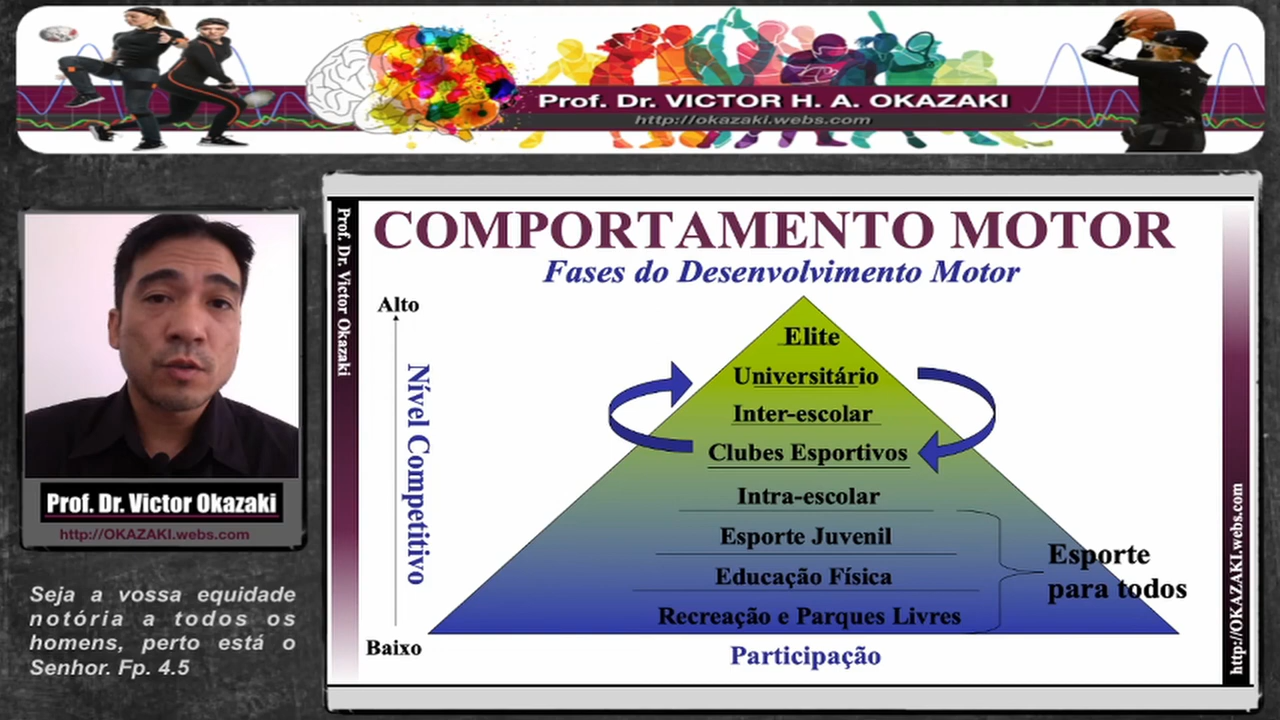 Prof. Dr. VICTOR H. A. OKAZAKI
http://okazaki.webs.com
Prof. Dr. Victor Okazaki
http://OKAZAKI.webs.com
Seja a vossa equidade
notória a todos os
homens, perto está o
Senhor. Fp. 4.5
Prof. Dr. Victor Okazaki
COMPORTAMENTO MOTOR
Fases do Desenvolvimento Motor
Alto
Nível Competitivo
Baixo
Elite
Universitário
Inter-escolar
Clubes Esportivos
Intra-escolar
Esporte Juvenil
Educação Física
Recreação e Parques Livres
Esporte
para todos
Participação
http://OKAZAKI.webs.com